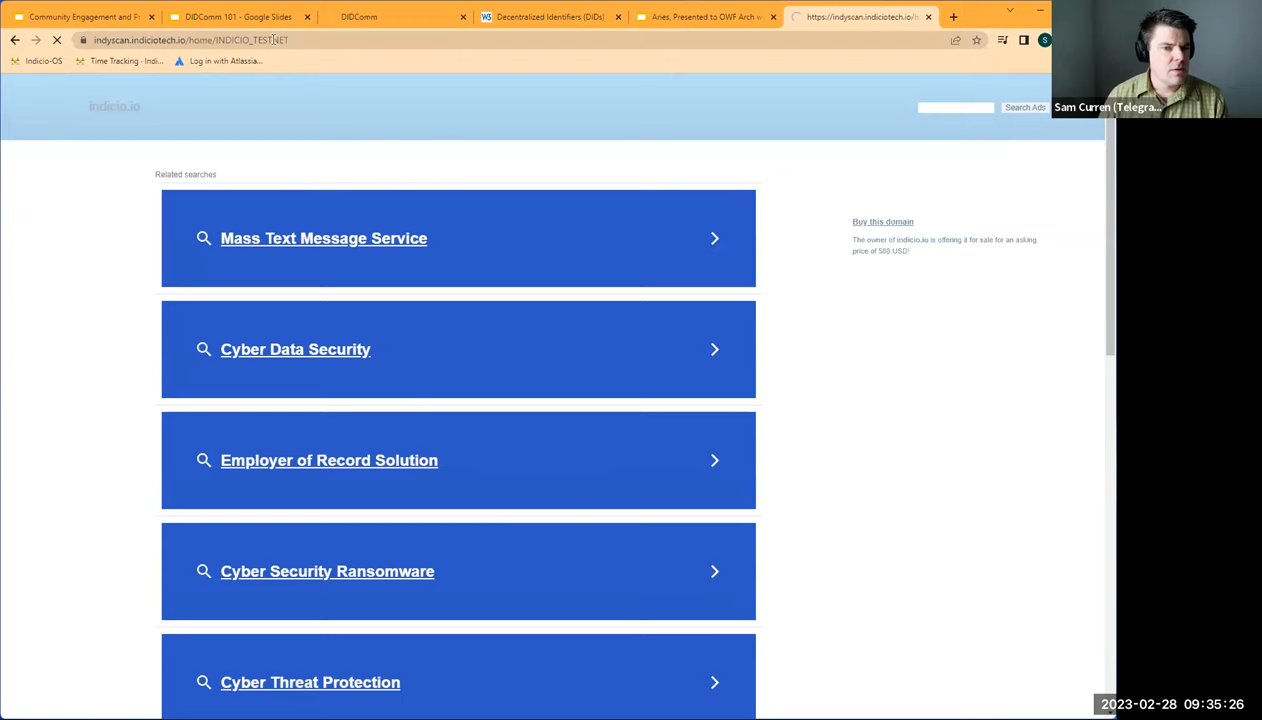 Community Engagement and Pr
DIDComm 101 - Google Slides
DIDComm
Decentralized Identifiers (DIDs)
Aries, Presented to OWF Arch w
https://indyscan.indiciotech.io/h
indyscan.indiciotech.io/home/INDICIO_TESTNET
S
Indicio-OS
Time Tracking · Indi...
Log in with Atlassia...
Sam Curren (Telegra...
indicio.io
Search Ads
Related searches
Mass Text Message Service
Buy this domain
The owner of indicio.io is offering it for sale for an asking
price of 588 USD!
Cyber Data Security
Employer of Record Solution
Cyber Security Ransomware
Cyber Threat Protection
2023-02-28 09:35:26